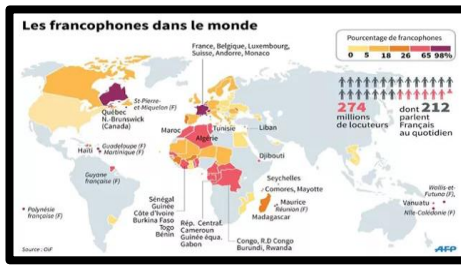 Les francophones dans le monde
France, Belgique, Luxembourg,
Suisse, Andorre, Monaco
Pourcentage de francophones
0 5 18 26 65 98%
274
millions
de locuteurs
dont 212
parlent
Français
au quotidien
St-Pierre-
et-Miquelon (F)
Québec
N.-Brunswick
(Canada)
Haïti
Guadeloupe (F)
Martinique (F)
Guyane
française (F)
Polynésie
française (F)
Maroc
Algérie
Tunisie
Liban
Djibouti
Seychelles
Comores, Mayotte
Maurice
Réunion (F)
Madagascar
Wallis-et-
Futuna (F)
Vanuatu
Nlle-Calédonie (F)
Sénégal
Guinée
Côte d'Ivoire
Burkina Faso
Togo
Bénin
Rép. Centraf.
Cameroun
Guinée équa.
Gabon
Congo, R.D Congo
Burundi, Rwanda
Source : OIF
AFP